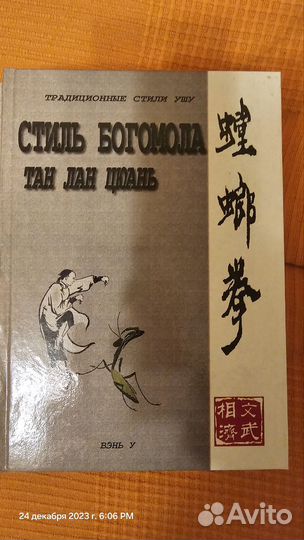 ТРАДИЦИОННЫЕ СТИЛИ УШУ
СТИЛЬ БОГОМОЛА
ТАН ЛАН ЦЮАНЬ
螳螂拳
文武
相濟
ВЭНЬ У
24 декабря 2023 г. 6:06 PM
Avito